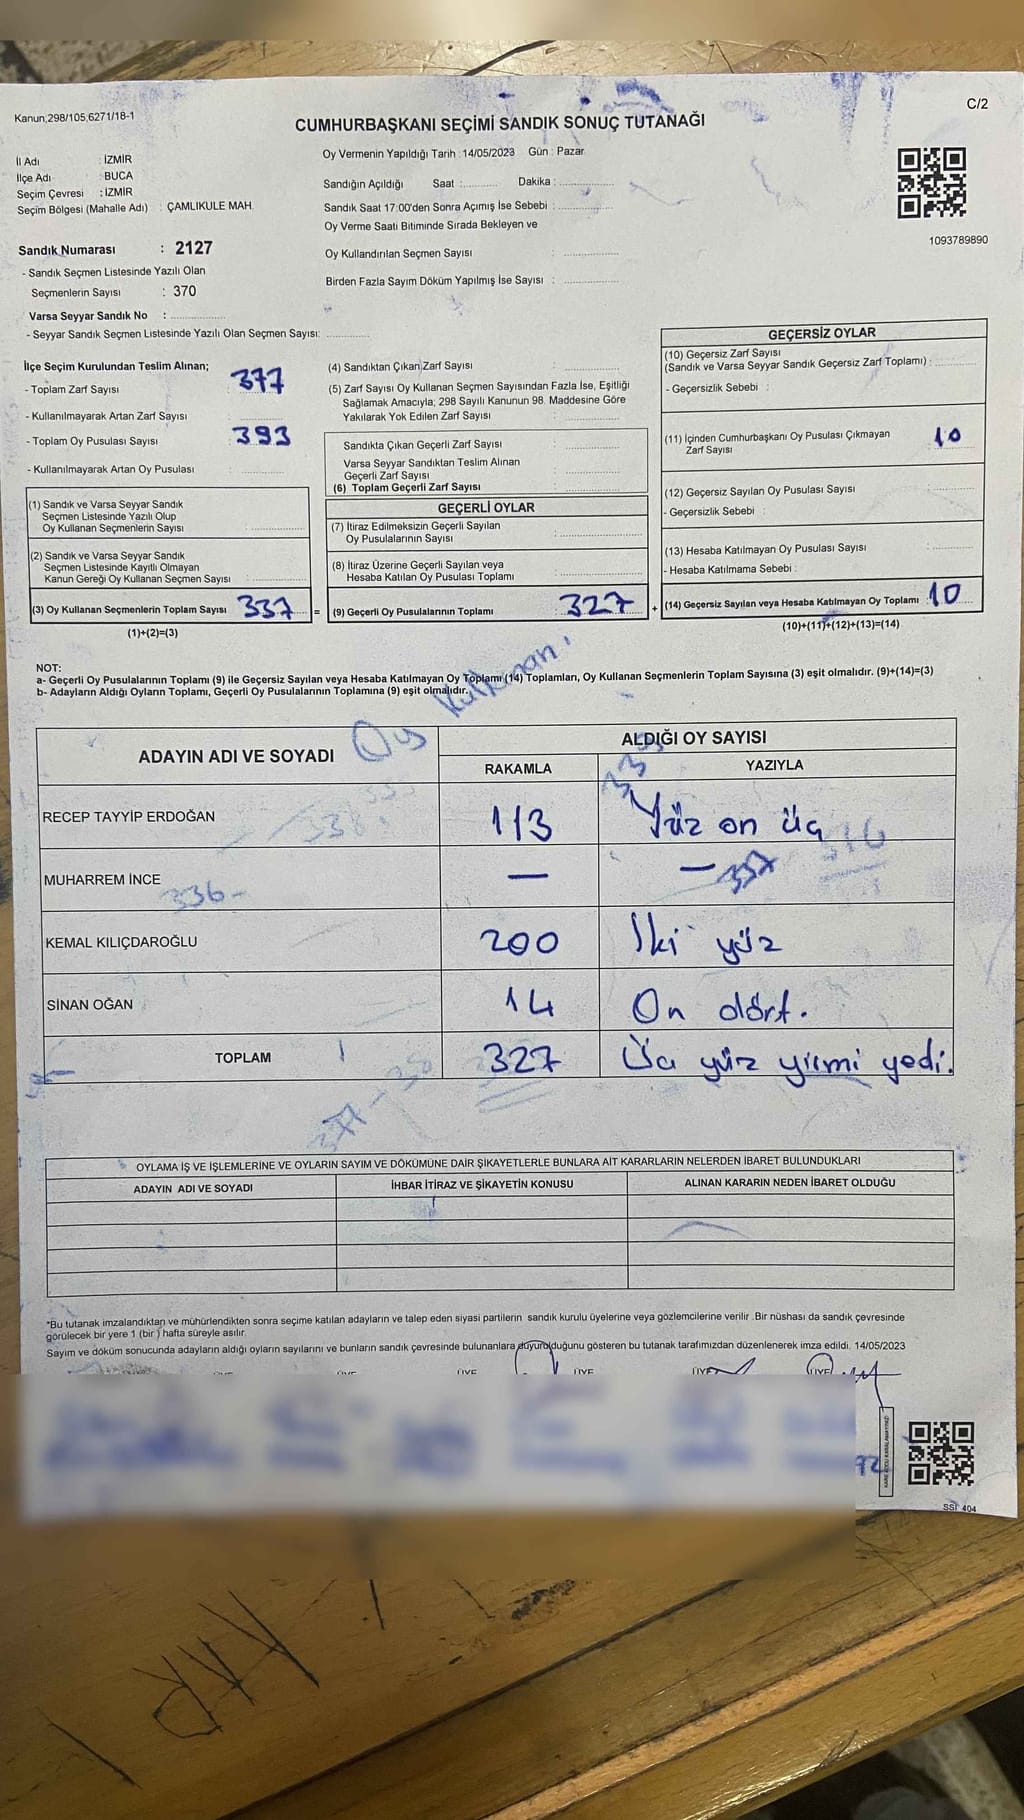 Kanun;298/105,6271/18-1
C/2
CUMHURBAŞKANI SEÇİMİ SANDIK SONUÇ TUTANAĞI
İl Adı : İZMİR
İlçe Adı : BUCA
Seçim Çevresi : İZMİR
Seçim Bölgesi (Mahalle Adı) : ÇAMLIKULE MAH.
Oy Vermenin Yapıldığı Tarih : 14/05/2023 Gün : Pazar
Sandığın Açıldığı Saat :............ Dakika :................
Sandık Saat 17:00'den Sonra Açımış İse Sebebi :................
Oy Verme Saati Bitiminde Sırada Bekleyen ve
Oy Kullandırılan Seçmen Sayısı :................
Birden Fazla Sayım Döküm Yapılmış İse Sayısı :................
1093789890
Sandık Numarası : 2127
- Sandık Seçmen Listesinde Yazılı Olan
Seçmenlerin Sayısı : 370
Varsa Seyyar Sandık No :................
- Seyyar Sandık Seçmen Listesinde Yazılı Olan Seçmen Sayısı:............
İlçe Seçim Kurulundan Teslim Alınan;
- Toplam Zarf Sayısı 377
- Kullanılmayarak Artan Zarf Sayısı
- Toplam Oy Pusulası Sayısı : 393
- Kullanılmayarak Artan Oy Pusulası :
(1) Sandık ve Varsa Seyyar Sandık
Seçmen Listesinde Yazılı Olup
Oy Kullanan Seçmenlerin Sayısı
(2) Sandık ve Varsa Seyyar Sandık
Seçmen Listesinde Kayıtlı Olmayan
Kanun Gereği Oy Kullanan Seçmen Sayısı :
(3) Oy Kullanan Seçmenlerin Toplam Sayısı 337 =
(1)+(2)=(3)
(4) Sandıktan Çıkan Zarf Sayısı :
(5) Zarf Sayısı Oy Kullanan Seçmen Sayısından Fazla İse, Eşitliği
Sağlamak Amacıyla; 298 Sayılı Kanunun 98. Maddesine Göre
Yakılarak Yok Edilen Zarf Sayısı :
Sandıkta Çıkan Geçerli Zarf Sayısı :
Varsa Seyyar Sandıktan Teslim Alınan
Geçerli Zarf Sayısı :
(6) Toplam Geçerli Zarf Sayısı :
GEÇERLİ OYLAR
(7) İtiraz Edilmeksizin Geçerli Sayılan
Oy Pusulalarının Sayısı :
(8) İtiraz Üzerine Geçerli Sayılan veya
Hesaba Katılan Oy Pusulası Toplamı :
(9) Geçerli Oy Pusulalarının Toplamı 327 +
GEÇERSİZ OYLAR
(10) Geçersiz Zarf Sayısı
(Sandık ve Varsa Seyyar Sandık Geçersiz Zarf Toplamı) :
- Geçersizlik Sebebi :
(11) İçinden Cumhurbaşkanı Oy Pusulası Çıkmayan
Zarf Sayısı 10
(12) Geçersiz Sayılan Oy Pusulası Sayısı :
- Geçersizlik Sebebi :
(13) Hesaba Katılmayan Oy Pusulası Sayısı :
- Hesaba Katılmama Sebebi :
(14) Geçersiz Sayılan veya Hesaba Katılmayan Oy Toplamı : 10
(10)+(11)+(12)+(13)=(14)
NOT:
a- Geçerli Oy Pusulalarının Toplamı (9) ile Geçersiz Sayılan veya Hesaba Katılmayan Oy Toplamı (14) Toplamları, Oy Kullanan Seçmenlerin Toplam Sayısına (3) eşit olmalıdır. (9)+(14)=(3)
b- Adayların Aldığı Oyların Toplamı, Geçerli Oy Pusulalarının Toplamına (9) eşit olmalıdır.
Oy Kullanan
ADAYIN ADI VE SOYADI
ALDIĞI OY SAYISI
RAKAMLA YAZIYLA
333
RECEP TAYYİP ERDOĞAN 338 113 Yüz on üç
316
MUHARREM İNCE — — 337
336-
KEMAL KILIÇDAROĞLU 200 İki yüz
SİNAN OĞAN 14 On dört.
TOPLAM 327 Üç yüz yirmi yedi.
OYLAMA İŞ VE İŞLEMLERİNE VE OYLARIN SAYIM VE DÖKÜMÜNE DAİR ŞİKAYETLERLE BUNLARA AİT KARARLARIN NELERDEN İBARET BULUNDUKLARI
ADAYIN ADI VE SOYADI İHBAR İTİRAZ VE ŞİKAYETİN KONUSU ALINAN KARARIN NEDEN İBARET OLDUĞU
*Bu tutanak imzalandıktan ve mühürlendikten sonra seçime katılan adayların ve talep eden siyasi partilerin sandık kurulu üyelerine veya gözlemcilerine verilir. Bir nüshası da sandık çevresinde
görülecek bir yere 1 (bir ) hafta süreyle asılır.
Sayım ve döküm sonucunda adayların aldığı oyların sayılarını ve bunların sandık çevresinde bulunanlara duyurulduğunu gösteren bu tutanak tarafımızdan düzenlenerek imza edildi. 14/05/2023
ÜYE ÜYE ÜYE ÜYE ÜYE ÜYE
KARE KODU KARALAMAYINIZ!
SSİ 404